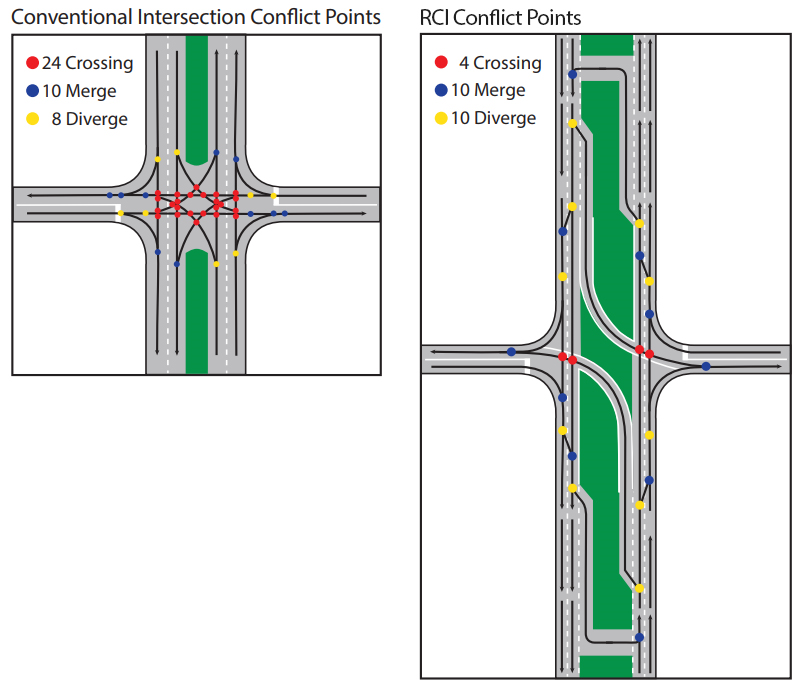 Conventional Intersection Conflict Points
24 Crossing
10 Merge
8 Diverge
RCI Conflict Points
4 Crossing
10 Merge
10 Diverge